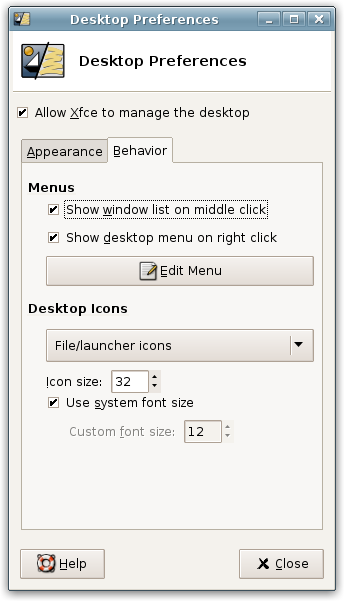 Desktop Preferences
Desktop Preferences
Allow Xfce to manage the desktop
Appearance Behavior
Menus
Show window list on middle click
Show desktop menu on right click
Edit Menu
Desktop Icons
File/launcher icons
Icon size: 32
Use system font size
Custom font size: 12
Help Close